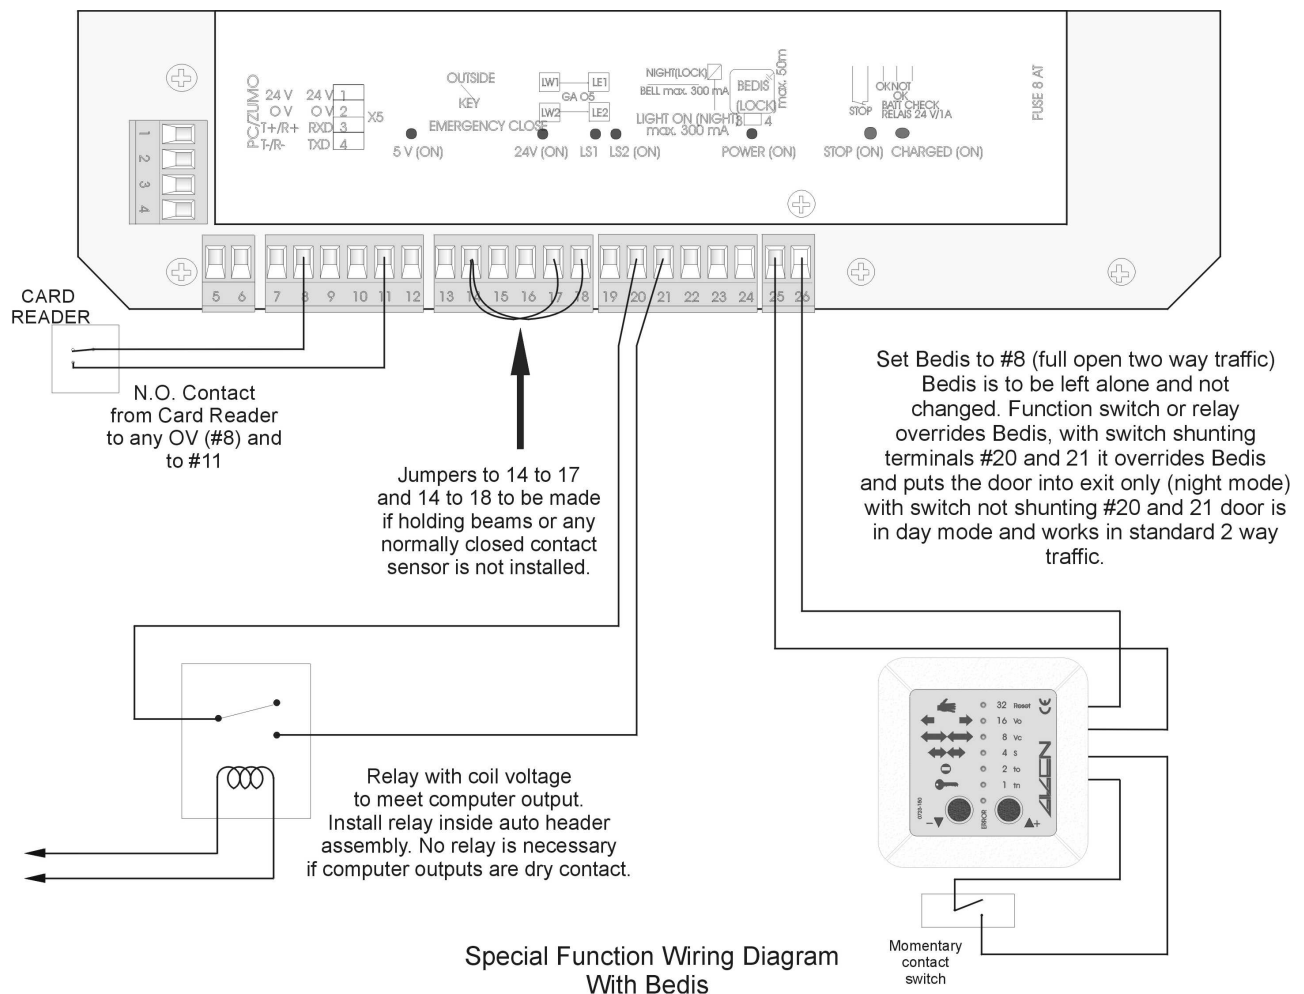 PC/ZUMO
24 V 24 V 1
O V O V 2
T+/R+ RXD 3
T-/R- TXD 4
X5
OUTSIDE
KEY
EMERGENCY CLOSE
5 V (ON)
LW1 LE1
GA O5
LW2 LE2
24V (ON) LS1 LS2 (ON)
NIGHT(LOCK)
BELL max. 300 mA
LIGHT ON (NIGHT)
max. 300 mA
BEDIS
(LOCK)
3 4
max. 50m
POWER (ON)
STOP
OKNOT
OK
BATT CHECK
RELAIS 24 V/1A
STOP (ON) CHARGED (ON)
FUSE 8 AT
1
2
3
4
5 6 7 8 9 10 11 12 13 14 15 16 17 18 19 20 21 22 23 24 25 26
CARD
READER
N.O. Contact
from Card Reader
to any OV (#8) and
to #11
Jumpers to 14 to 17
and 14 to 18 to be made
if holding beams or any
normally closed contact
sensor is not installed.
Set Bedis to #8 (full open two way traffic)
Bedis is to be left alone and not
changed. Function switch or relay
overrides Bedis, with switch shunting
terminals #20 and 21 it overrides Bedis
and puts the door into exit only (night mode)
with switch not shunting #20 and 21 door is
in day mode and works in standard 2 way
traffic.
Relay with coil voltage
to meet computer output.
Install relay inside auto header
assembly. No relay is necessary
if computer outputs are dry contact.
32 Reset
16 Vo
8 Vc
4 S
2 to
1 tn
ERROR
CE
0733-180
− ▼
▲+
Momentary
contact
switch
Special Function Wiring Diagram
With Bedis